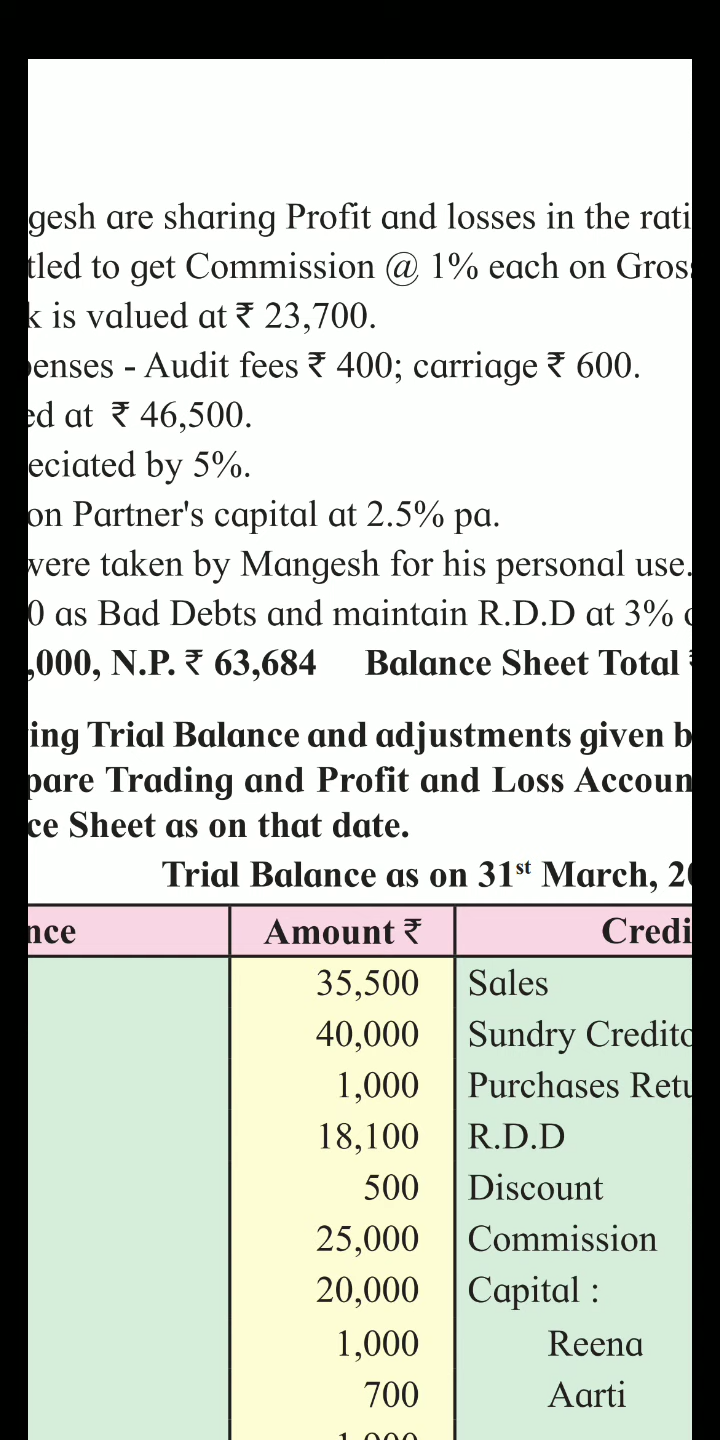 gesh are sharing Profit and losses in the rati
tled to get Commission @ 1% each on Gros
k is valued at ₹ 23,700.
penses - Audit fees ₹ 400; carriage ₹ 600.
ed at ₹ 46,500.
eciated by 5%.
on Partner's capital at 2.5% pa.
were taken by Mangesh for his personal use.
0 as Bad Debts and maintain R.D.D at 3% o
,000, N.P. ₹ 63,684 Balance Sheet Total ₹
ing Trial Balance and adjustments given b
pare Trading and Profit and Loss Accoun
ce Sheet as on that date.
Trial Balance as on 31st March, 20
nce Amount ₹ Credi
35,500 Sales
40,000 Sundry Credito
1,000 Purchases Retu
18,100 R.D.D
500 Discount
25,000 Commission
20,000 Capital :
1,000 Reena
700 Aarti